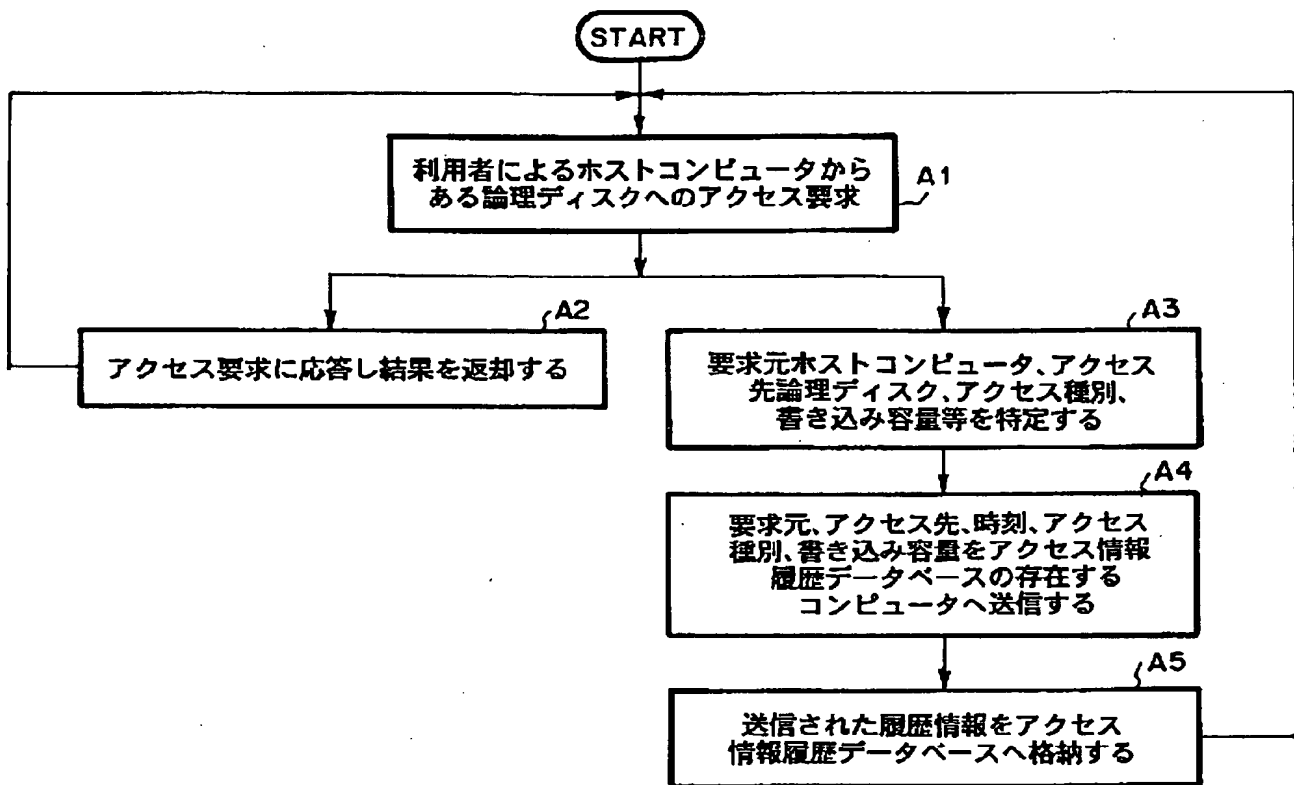 START
利用者によるホストコンピュータから
ある論理ディスクへのアクセス要求
A1
A2
アクセス要求に応答し結果を返却する
A3
要求元ホストコンピュータ、アクセス
先論理ディスク、アクセス種別、
書き込み容量等を特定する
A4
要求元、アクセス先、時刻、アクセス
種別、書き込み容量をアクセス情報
履歴データベースの存在する
コンピュータへ送信する
A5
送信された履歴情報をアクセス
情報履歴データベースへ格納する